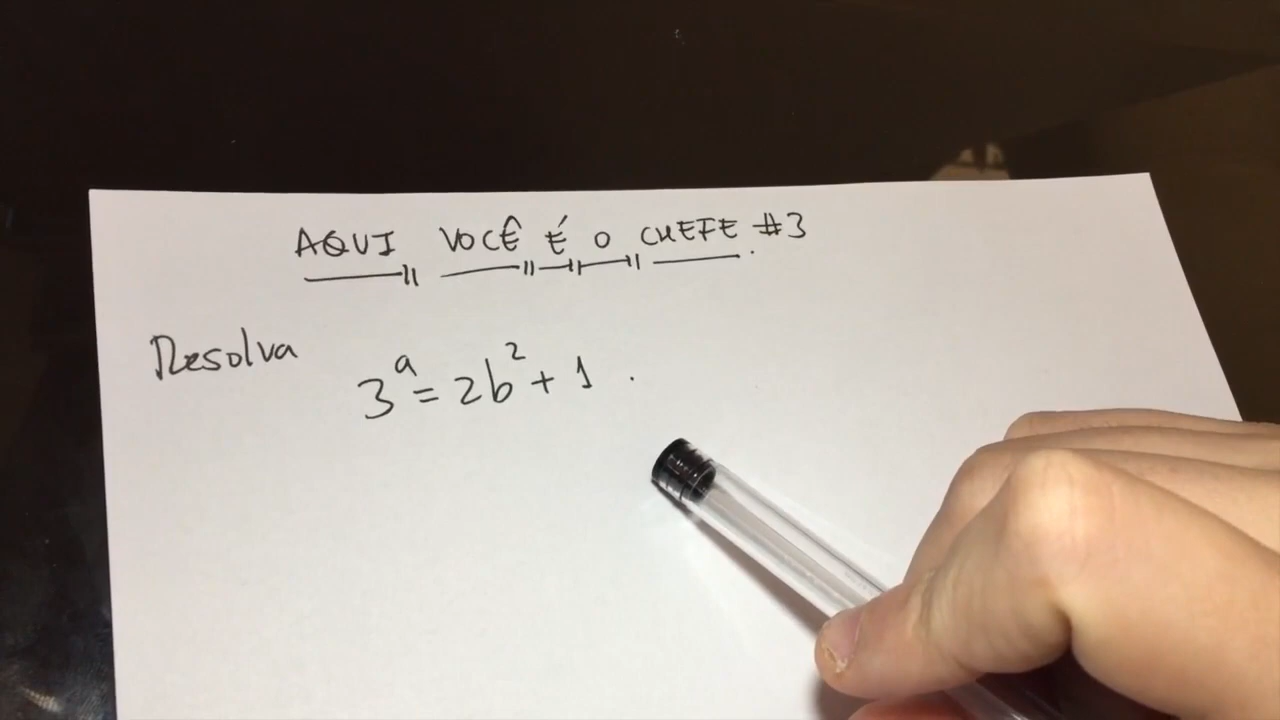 AQUI VOCÊ É O CHEFE #3
Resolva
3^a = 2b^2 + 1.